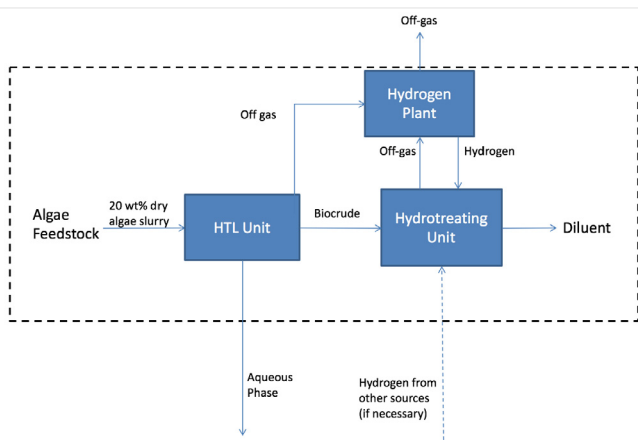 Off-gas
Hydrogen
Plant
Off gas
Off-gas
Hydrogen
20 wt% dry
algae slurry
Algae
Feedstock
HTL Unit
Biocrude
Hydrotreating
Unit
Diluent
Aqueous
Phase
Hydrogen from
other sources
(if necessary)